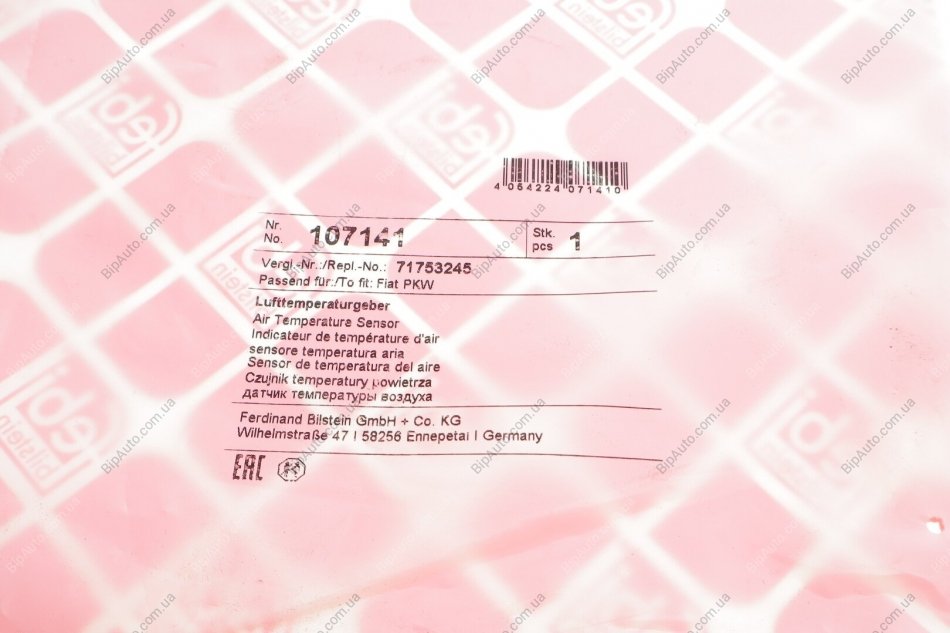 4 064224 071410
Nr.
No. 107141
Stk.
pcs 1
Vergl.-Nr.:/Repl.-No.: 71753245
Passend für:/To fit: Fiat PKW
Lufttemperaturgeber
Air Temperature Sensor
Indicateur de température d'air
sensore temperatura aria
Sensor de temperatura del aire
Czujnik temperatury powietrza
датчик температуры воздуха
Ferdinand Bilstein GmbH + Co. KG
Wilhelmstraße 47 | 58256 Ennepetal | Germany
EAC
febi
bilstein
BipAuto.com.ua